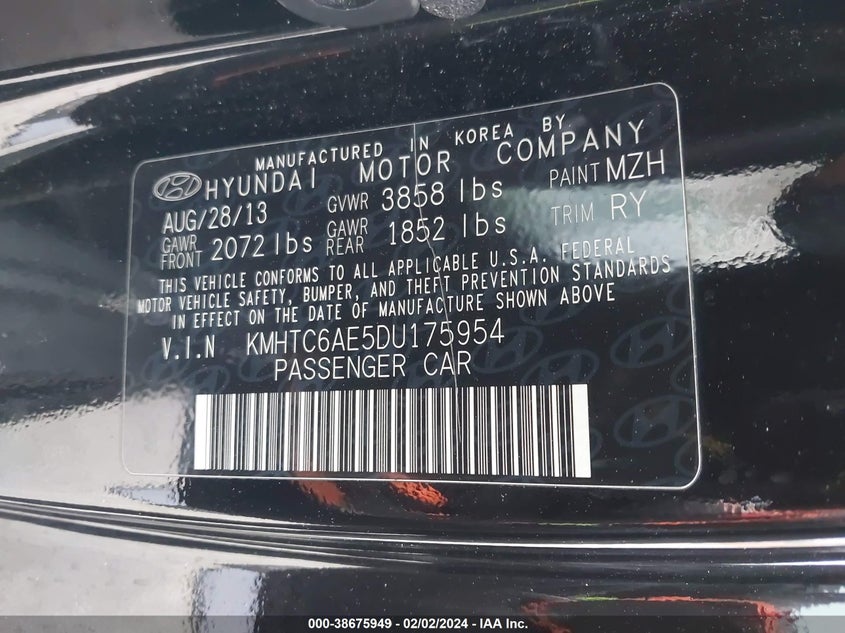 MANUFACTURED IN KOREA BY
HYUNDAI MOTOR COMPANY
AUG/28/13 GVWR 3858 lbs PAINT MZH
GAWR FRONT 2072 lbs GAWR REAR 1852 lbs TRIM RY
THIS VEHICLE CONFORMS TO ALL APPLICABLE U.S.A. FEDERAL
MOTOR VEHICLE SAFETY, BUMPER, AND THEFT PREVENTION STANDARDS
IN EFFECT ON THE DATE OF MANUFACTURE SHOWN ABOVE
V.I.N KMHTC6AE5DU175954
PASSENGER CAR
000-38675949 - 02/02/2024 - IAA Inc.